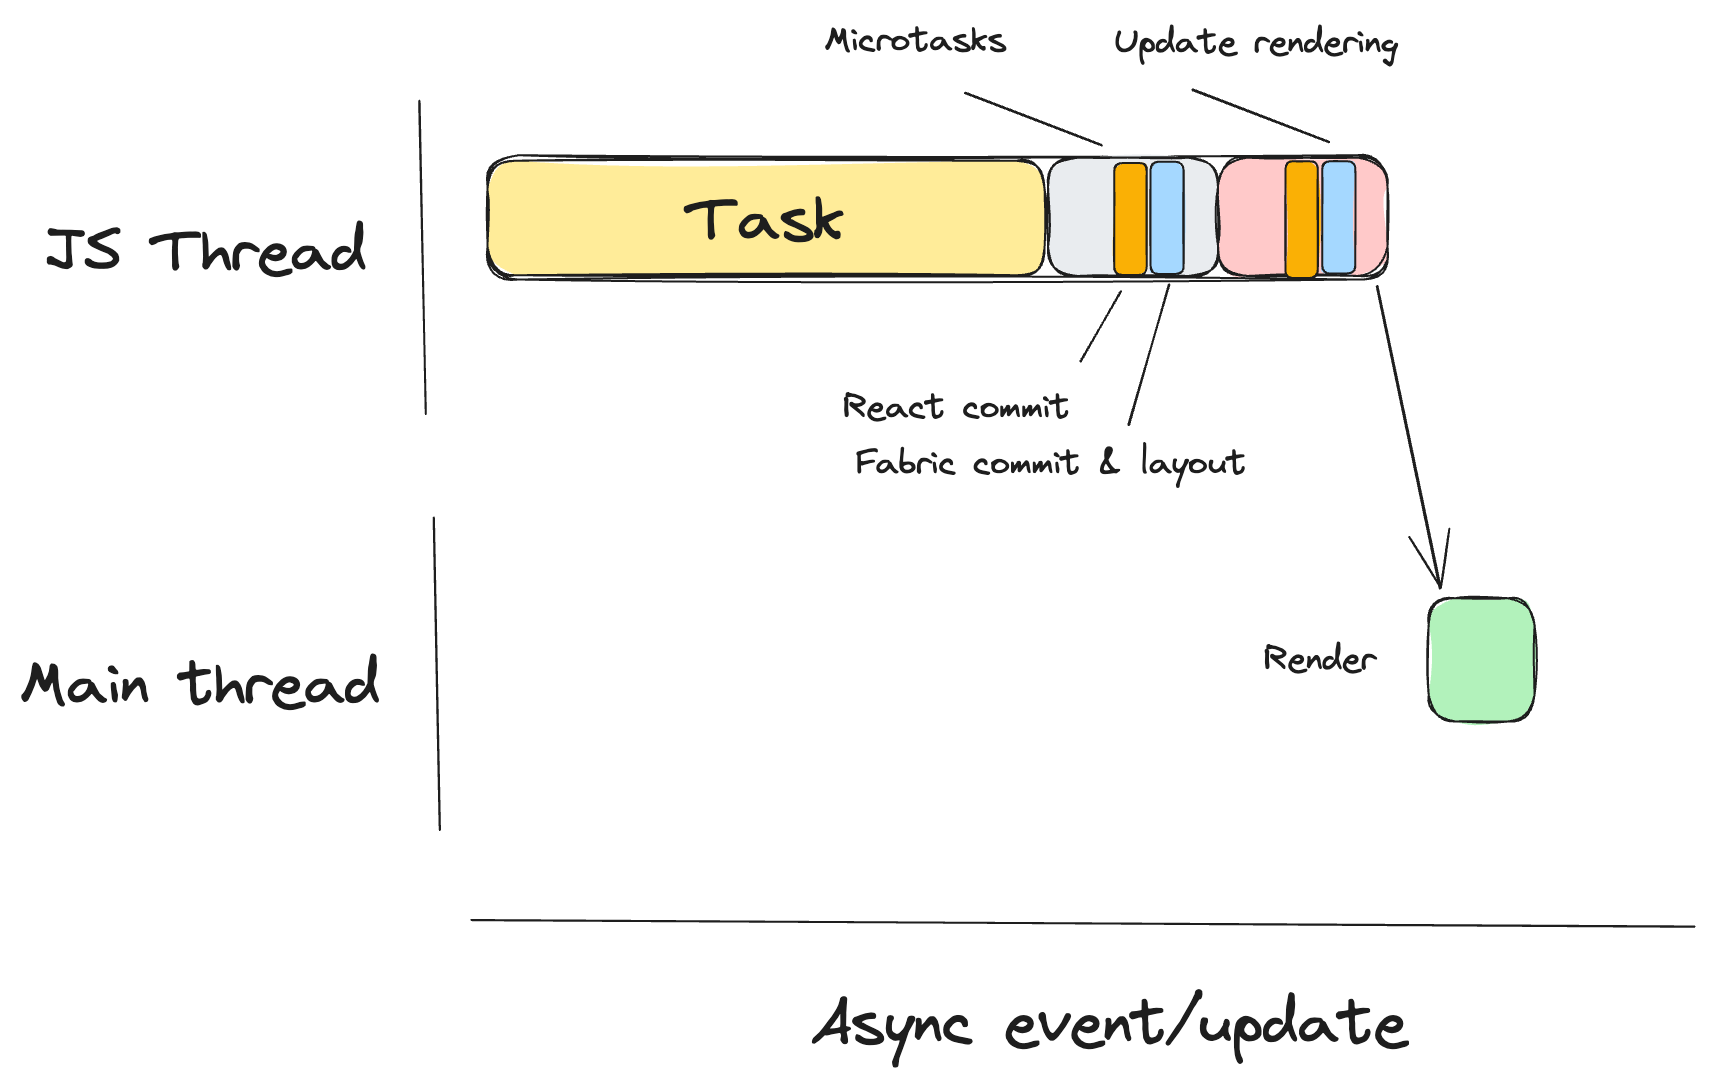 Microtasks
Update rendering
JS Thread
Task
React commit
Fabric commit & layout
Main thread
Render
Async event/update